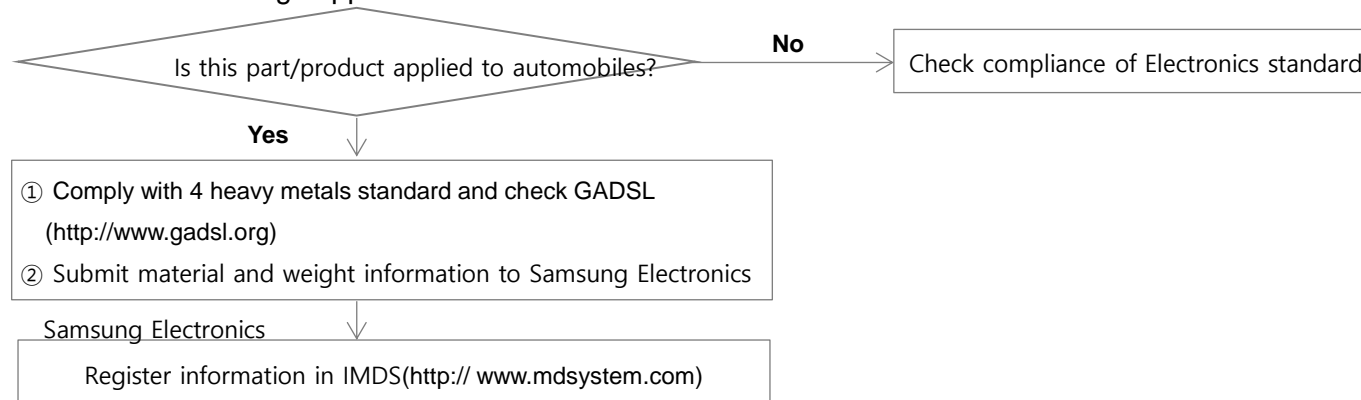 Is this part/product applied to automobiles?
No
Check compliance of Electronics standard
Yes
① Comply with 4 heavy metals standard and check GADSL
(http://www.gadsl.org)
② Submit material and weight information to Samsung Electronics
Samsung Electronics
Register information in IMDS(http:// www.mdsystem.com)